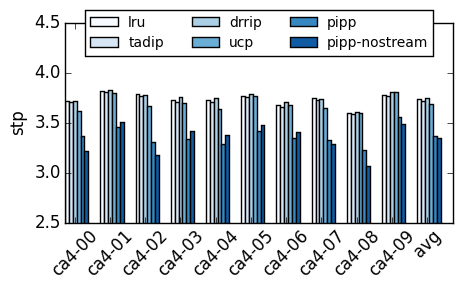 lru drrip pipp
tadip ucp pipp-nostream
4.5
4.0
3.5
3.0
2.5
stp
ca4-00 ca4-01 ca4-02 ca4-03 ca4-04 ca4-05 ca4-06 ca4-07 ca4-08 ca4-09 avg